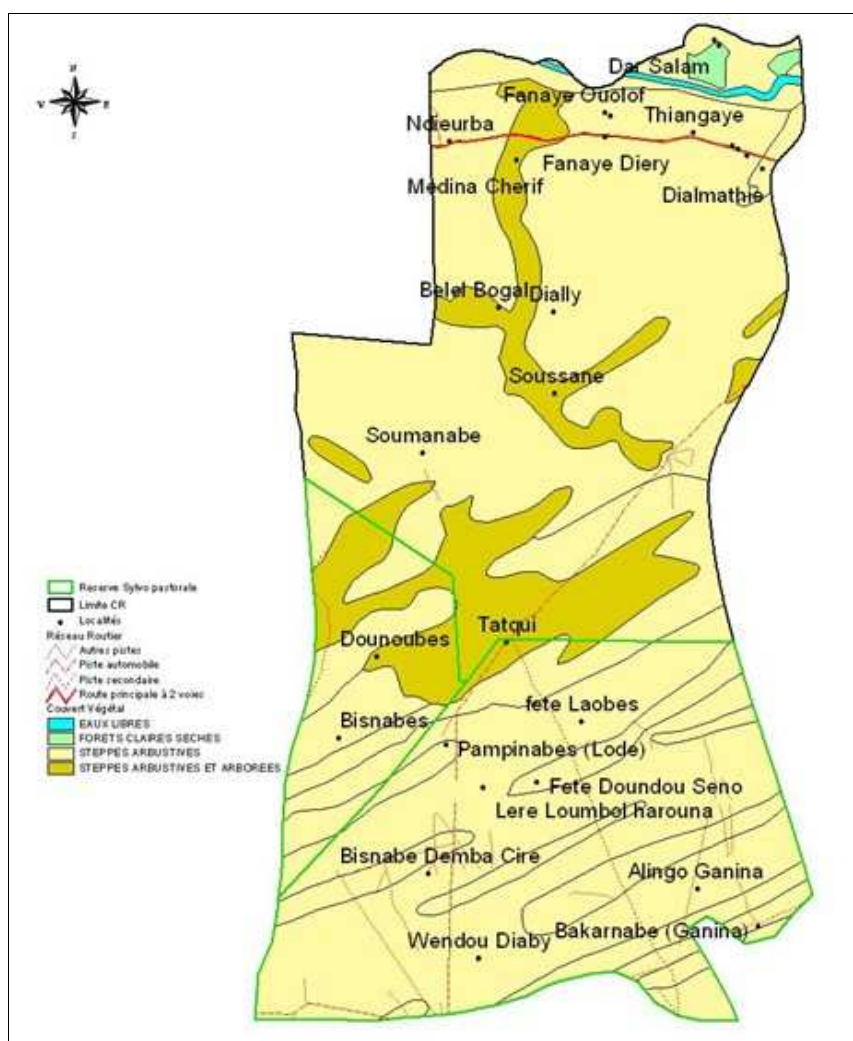 Dar Salam
Fanaye Ouolof
Thiangaye
Ndieurba
Fanaye Diery
Medina Cherif
Dialmathie
Belel Bogal
Dially
Soussane
Soumanabe
Dounoubes
Tatqui
fete Laobes
Bisnabes
Pampinabes (Lode)
Fete Doundou Seno
Lere Loumbol harouna
Bisnabe Demba Cire
Alingo Ganina
Bakarnabe (Ganina)
Wendou Diaby
Reserve Sylvo pastorale
Limite CR
Localités
Réseau Routier
Autres pistes
Piste automobile
Piste secondaire
Route principale à 2 voies
Couvert Végétal
EAUX LIBRES
FORETS CLAIRES SECHES
STEPPES ARBUSTIVES
STEPPES ARBUSTIVES ET ARBOREES